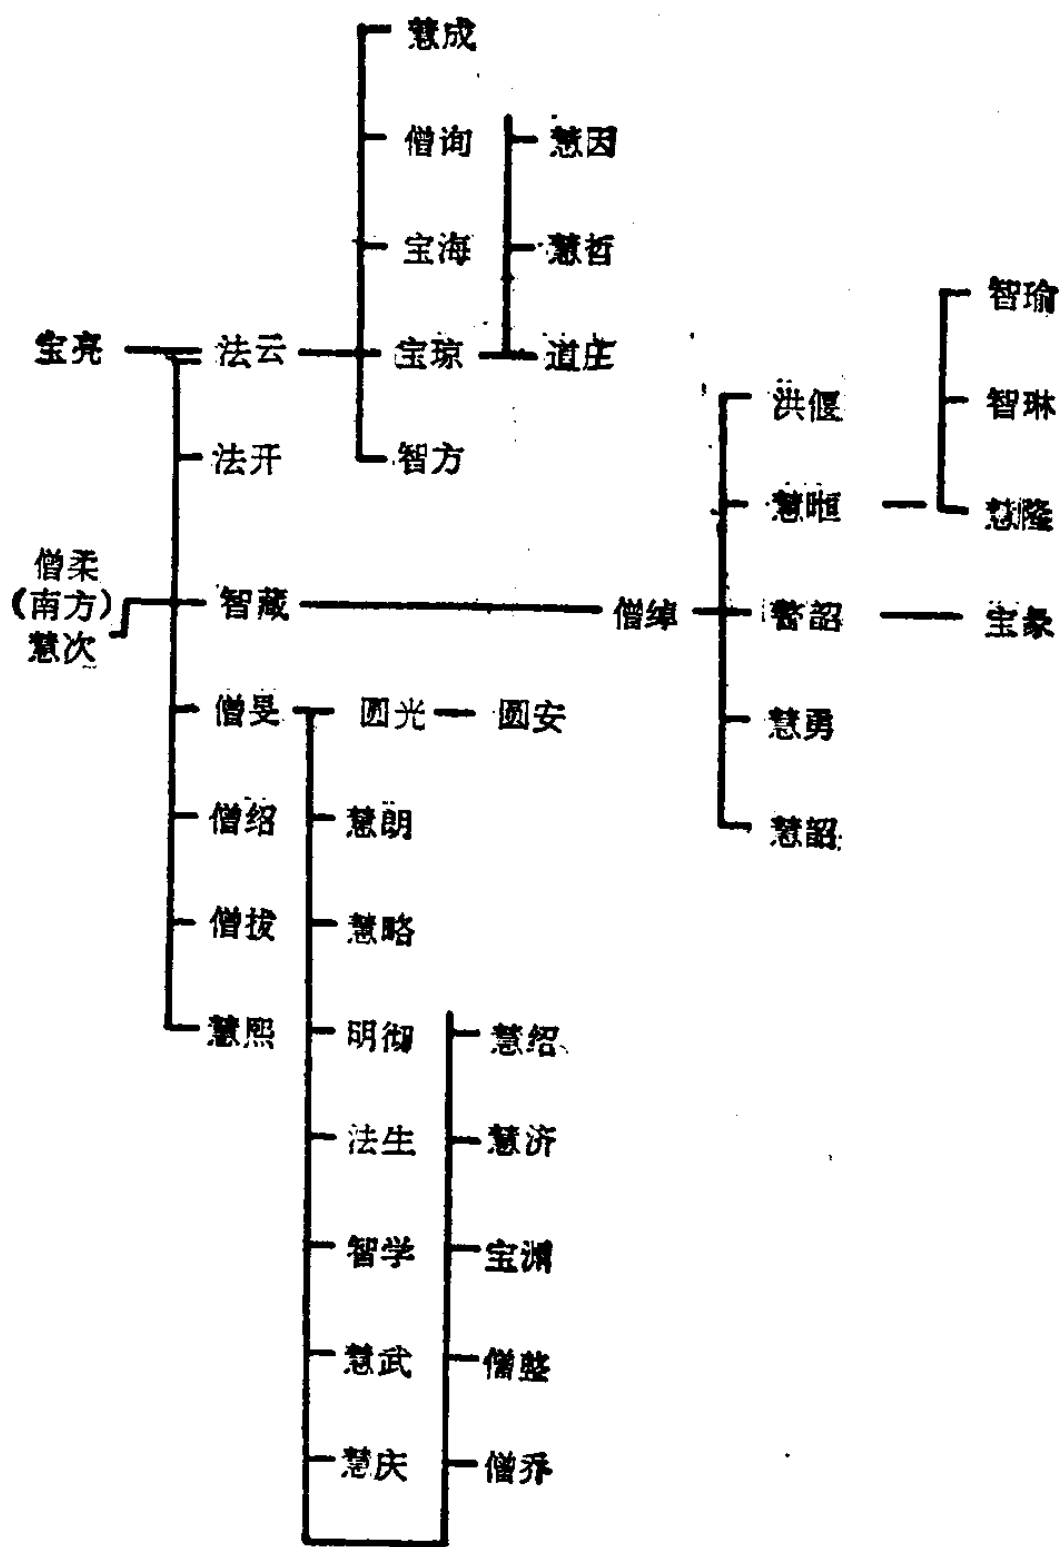 慧成
僧询 慧因
宝海 慧哲
智瑜
宝亮 法云 宝琼 道庄
洪偃 智琳
法开 智方
慧暅 慧隆
僧柔
(南方) 智藏 僧绰 宝彖
慧次
僧旻 圆光 圆安 慧勇
僧绍 慧朗 慧韶
僧拔 慧略
慧熙 明彻 慧绍
法生 慧济
智学 宝渊
慧武 僧整
慧庆 僧乔